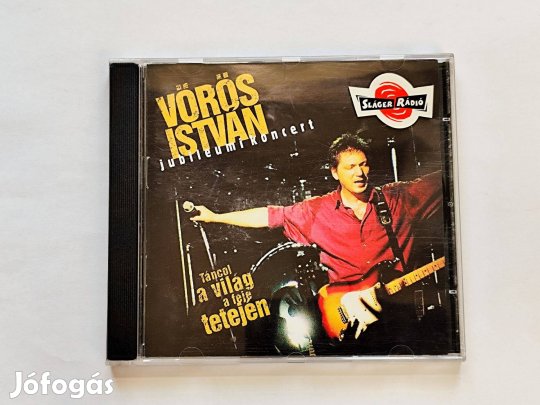 VÖRÖS
ISTVÁN
jubileumi koncert
SLÁGER RÁDIÓ
Táncol
a világ
a feje
tetején
Jófogás